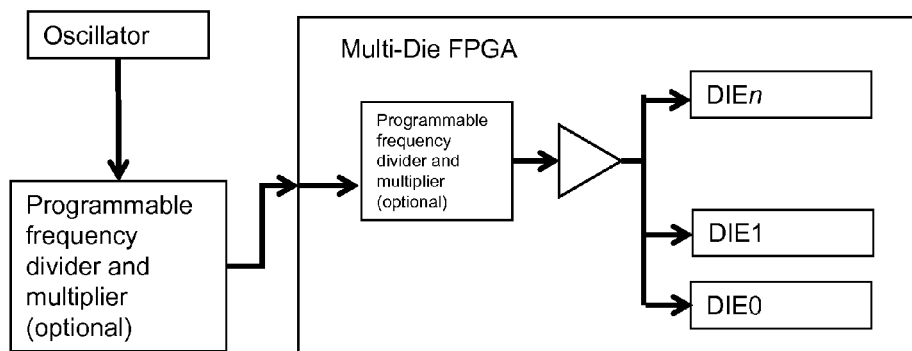 Oscillator
Multi-Die FPGA
Programmable
frequency
divider and
multiplier
(optional)
Programmable
frequency
divider and
multiplier
(optional)
DIEn
DIE1
DIE0